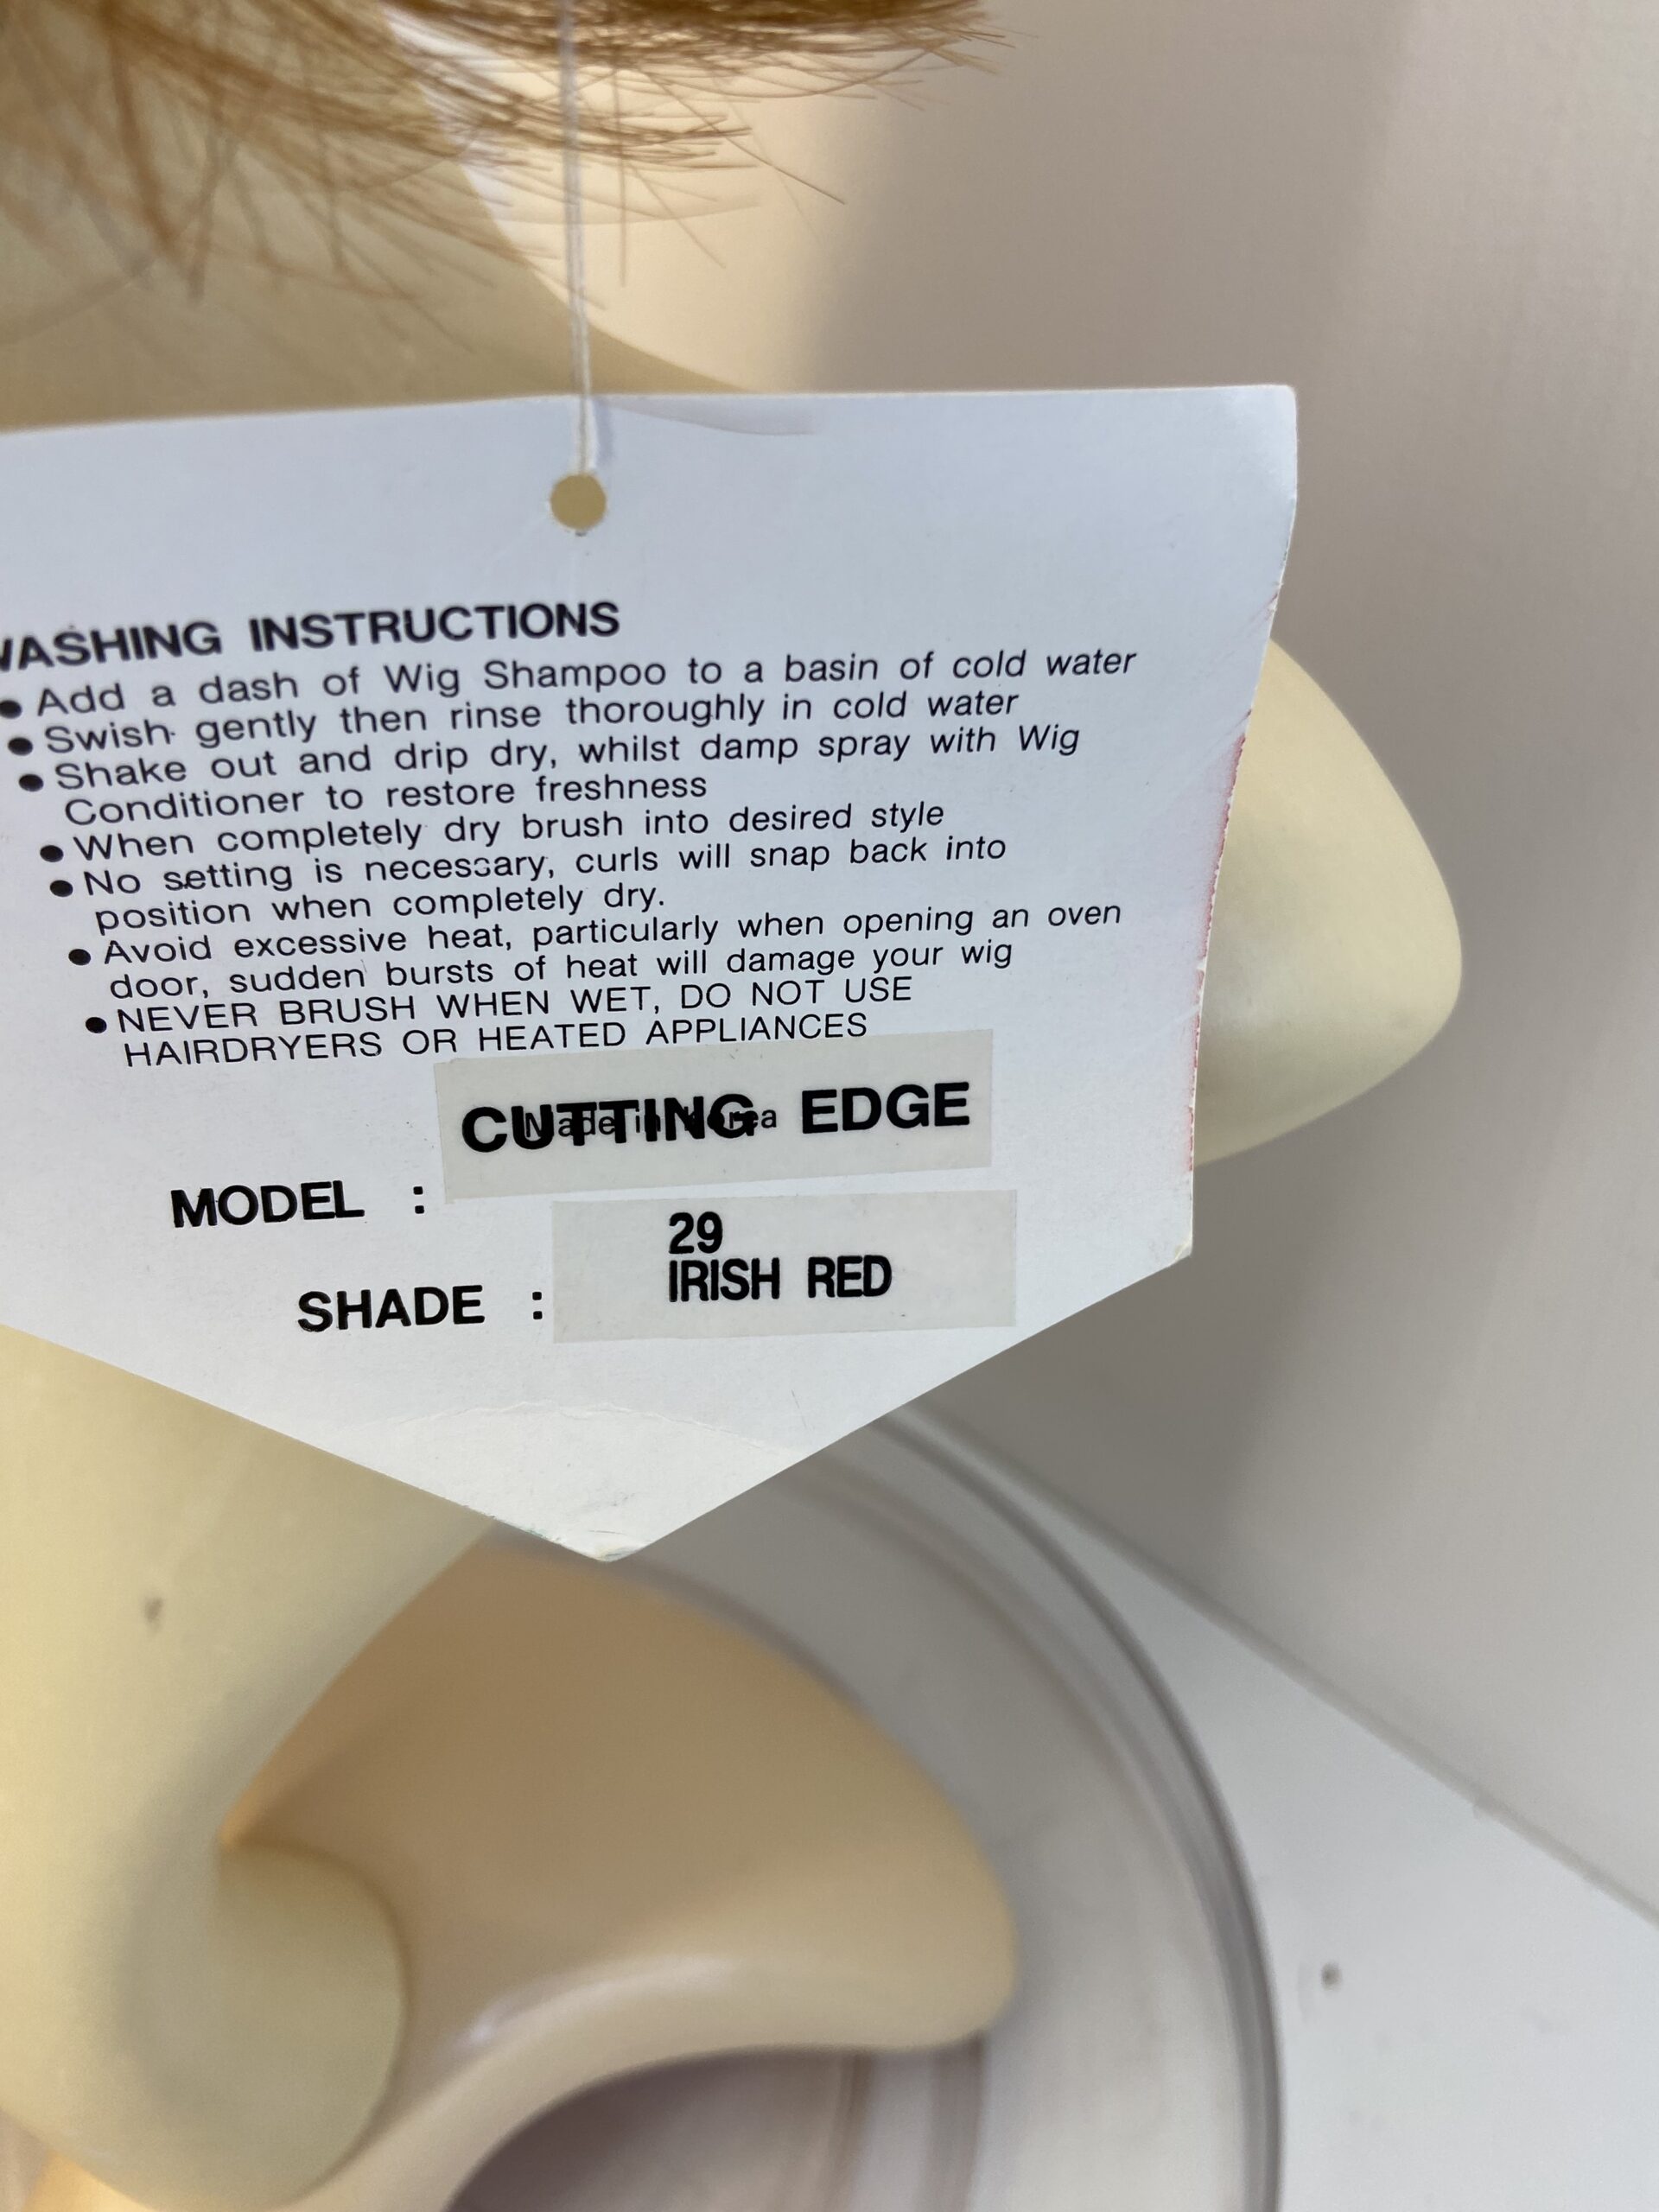 WASHING INSTRUCTIONS
• Add a dash of Wig Shampoo to a basin of cold water
• Swish gently then rinse thoroughly in cold water
• Shake out and drip dry, whilst damp spray with Wig
Conditioner to restore freshness
• When completely dry brush into desired style
• No setting is necessary, curls will snap back into
position when completely dry.
• Avoid excessive heat, particularly when opening an oven
door, sudden bursts of heat will damage your wig
• NEVER BRUSH WHEN WET, DO NOT USE
HAIRDRYERS OR HEATED APPLIANCES
Made in Korea
CUTTING EDGE
MODEL :
29
IRISH RED
SHADE :